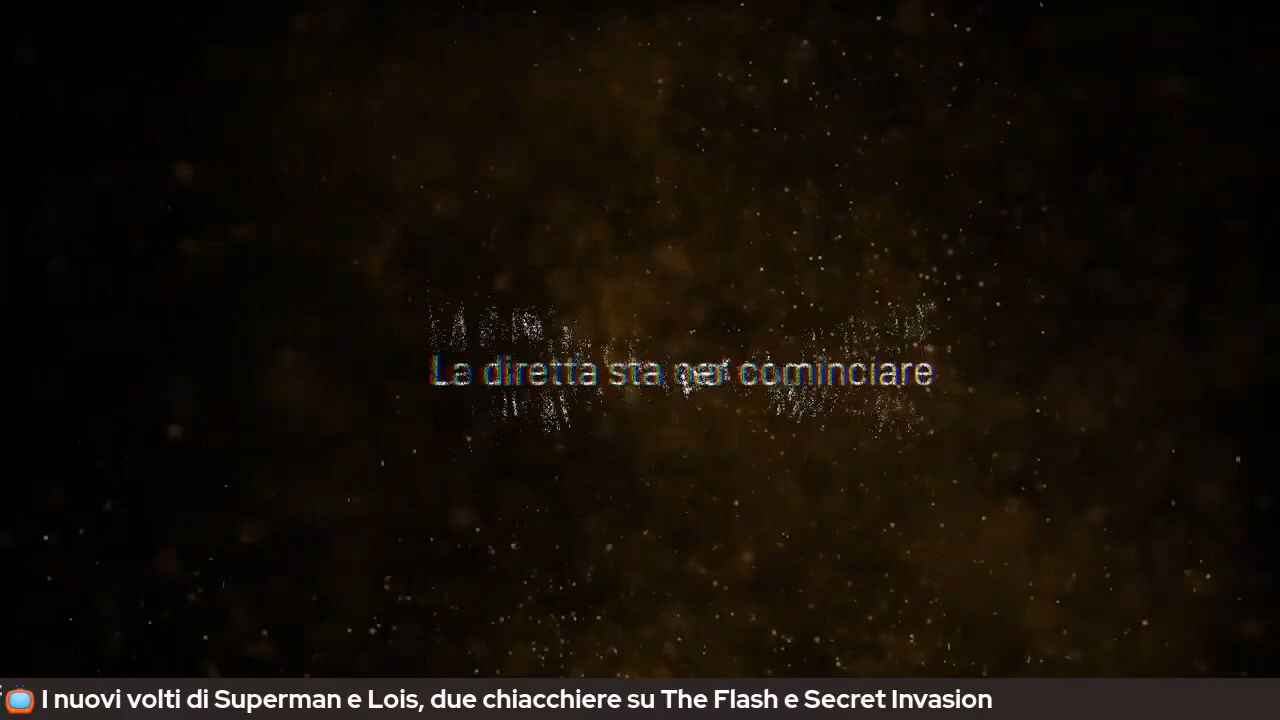 La diretta sta per cominciare
📺 I nuovi volti di Superman e Lois, due chiacchiere su The Flash e Secret Invasion